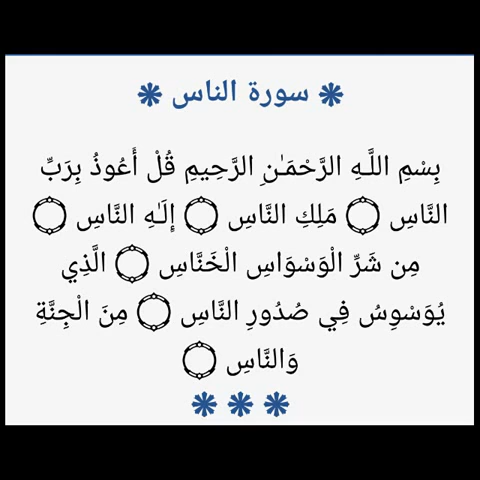 ❋ سورة الناس ❋
بِسْمِ اللَّـهِ الرَّحْمَـٰنِ الرَّحِيمِ قُلْ أَعُوذُ بِرَبِّ
النَّاسِ ۝ مَلِكِ النَّاسِ ۝ إِلَـٰهِ النَّاسِ ۝
مِن شَرِّ الْوَسْوَاسِ الْخَنَّاسِ ۝ الَّذِي
يُوَسْوِسُ فِي صُدُورِ النَّاسِ ۝ مِنَ الْجِنَّةِ
وَالنَّاسِ ۝
❋ ❋ ❋